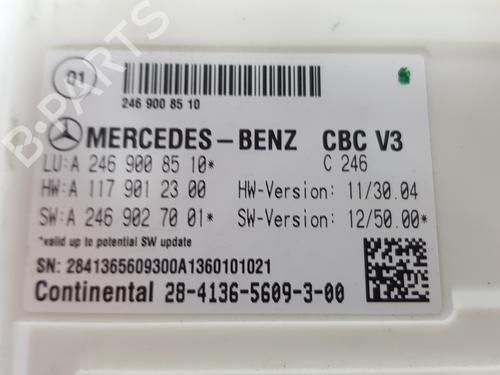 01
246 900 85 10
MERCEDES-BENZ CBC V3
LU:A 246 900 85 10* C 246
HW:A 117 901 23 00 HW-Version: 11/30.04
SW:A 246 902 70 01* SW-Version: 12/50.00*
*valid up to potential SW update
SN: 2841365609300A1360101021
Continental 28-4136-5609-3-00
B-PARTS